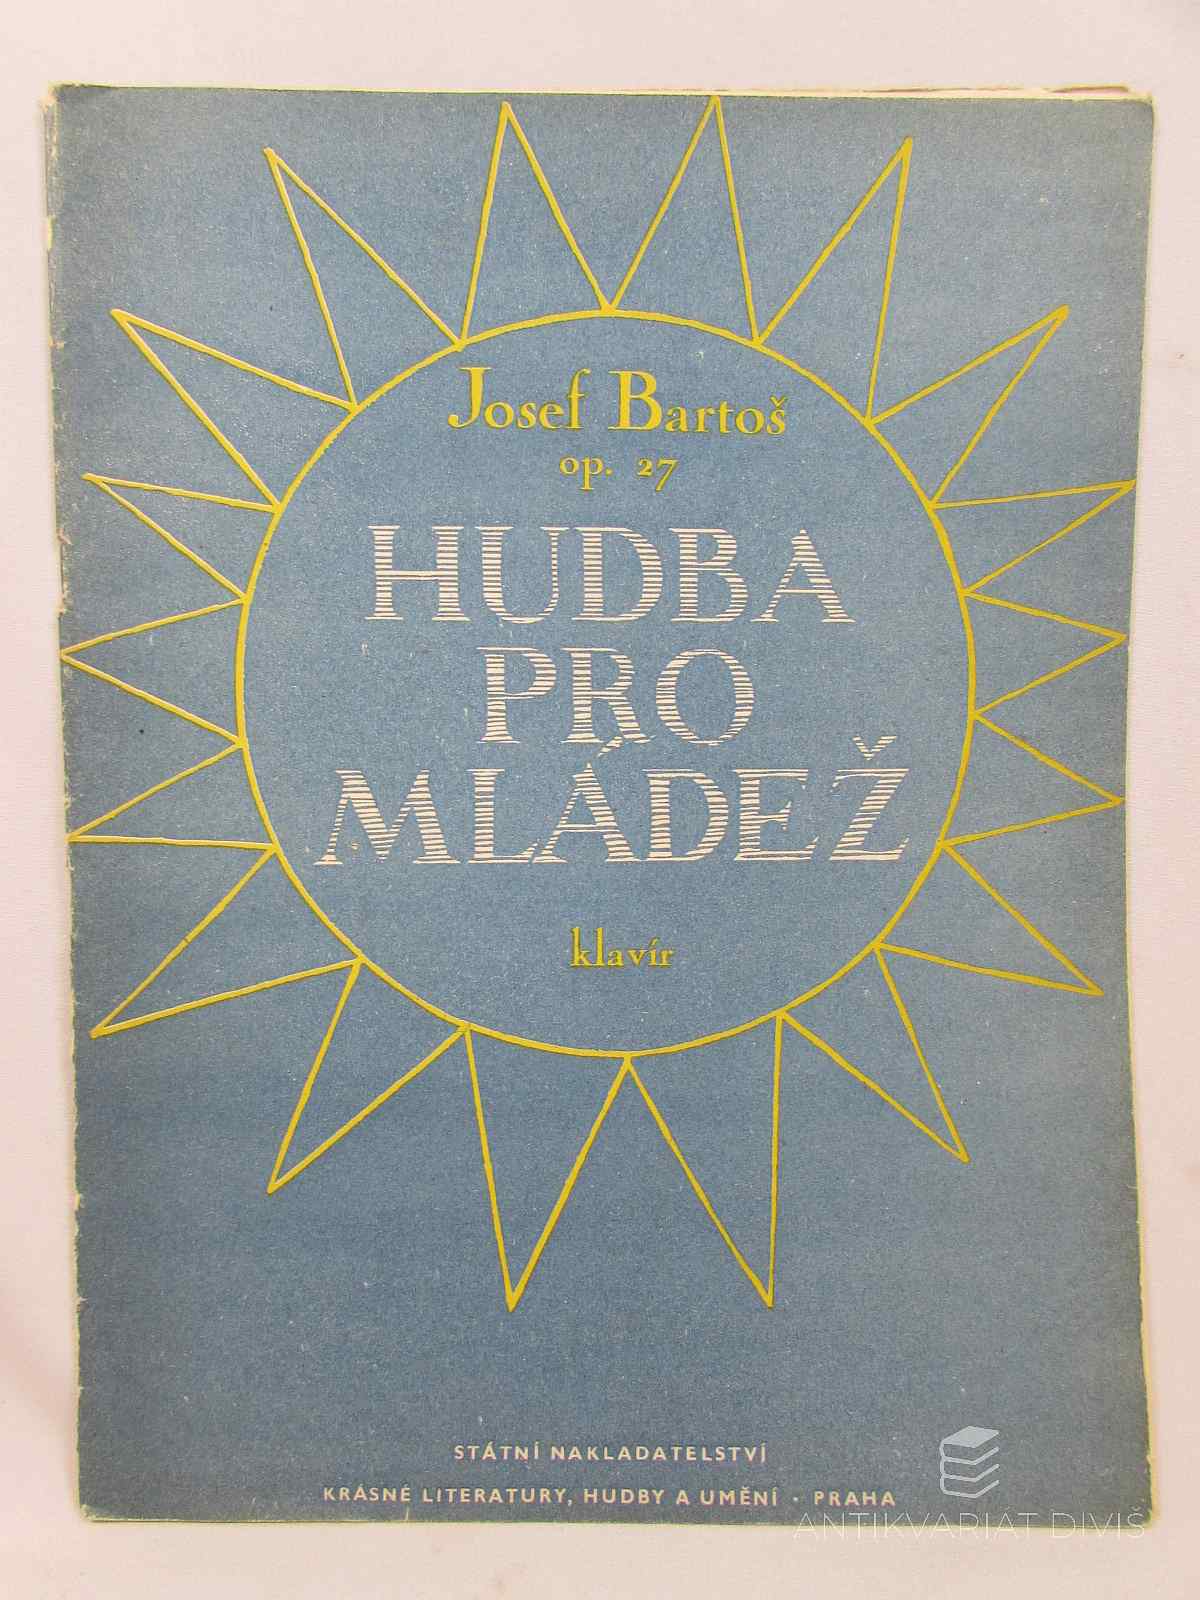 Josef Bartoš
op. 27
HUDBA
PRO
MLÁDEŽ
klavír
STÁTNÍ NAKLADATELSTVÍ
KRÁSNÉ LITERATURY, HUDBY A UMĚNÍ · PRAHA
ANTIKVARIÁT DIVIŠ